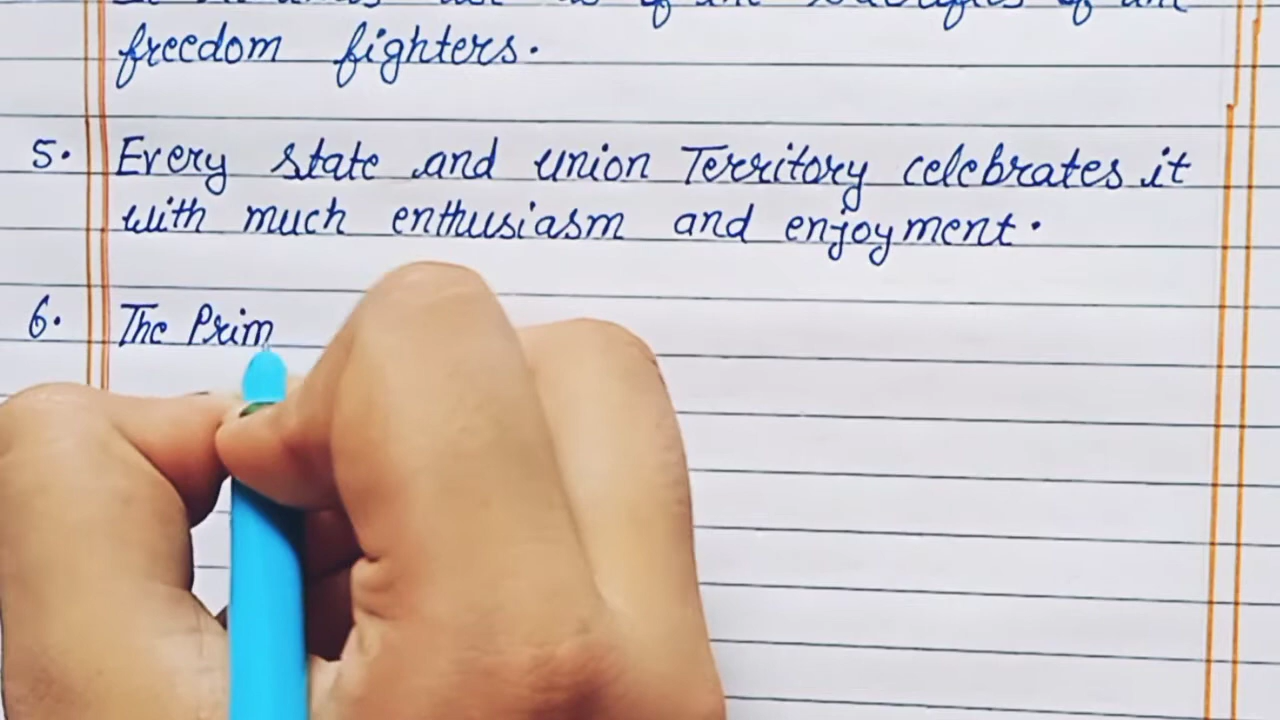 freedom fighters.
5. Every state and union Territory celebrates it
with much enthusiasm and enjoyment.
6. The Prim